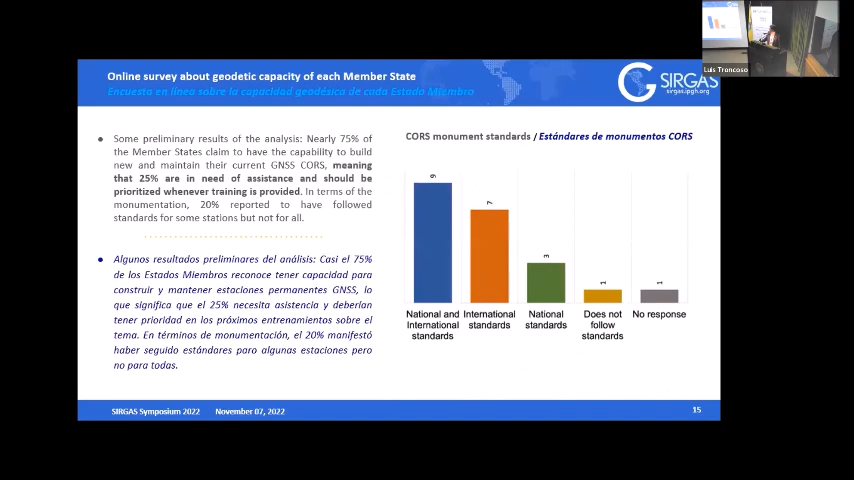 Online survey about geodetic capacity of each Member State
Encuesta en línea sobre la capacidad geodésica de cada Estado Miembro
SIRGAS
sirgas.ipgh.org
Luis Troncoso
● Some preliminary results of the analysis: Nearly 75% of
the Member States claim to have the capability to build
new and maintain their current GNSS CORS, meaning
that 25% are in need of assistance and should be
prioritized whenever training is provided. In terms of the
monumentation, 20% reported to have followed
standards for some stations but not for all.
● Algunos resultados preliminares del análisis: Casi el 75%
de los Estados Miembros reconoce tener capacidad para
construir y mantener estaciones permanentes GNSS, lo
que significa que el 25% necesita asistencia y deberían
tener prioridad en los próximos entrenamientos sobre el
tema. En términos de monumentación, el 20% manifestó
haber seguido estándares paro algunas estaciones pero
no para todas.
CORS monument standards / Estándares de monumentos CORS
9
7
3
1
1
National and International standards
International standards
National standards
Does not follow standards
No response
SIRGAS Symposium 2022 November 07, 2022
15